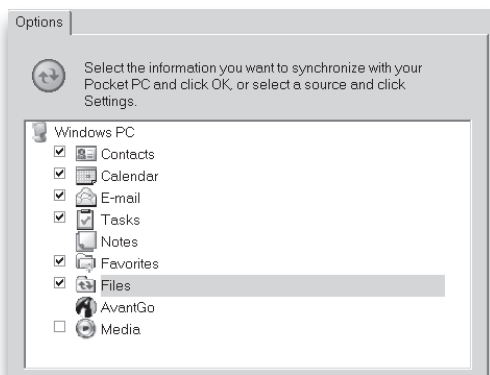 Options
Select the information you want to synchronize with your
Pocket PC and click OK, or select a source and click
Settings.
Windows PC
Contacts
Calendar
E-mail
Tasks
Notes
Favorites
Files
AvantGo
Media